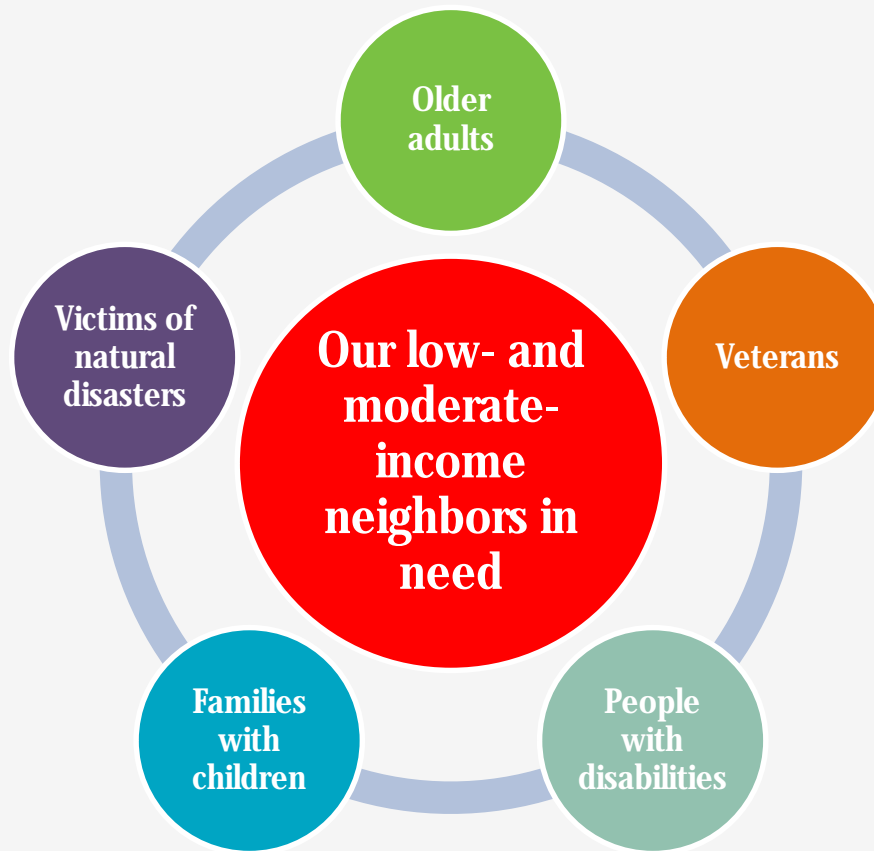 Older
adults
Victims of
natural
disasters
Our low- and
moderate-
income
neighbors in
need
Veterans
Families
with
children
People
with
disabilities